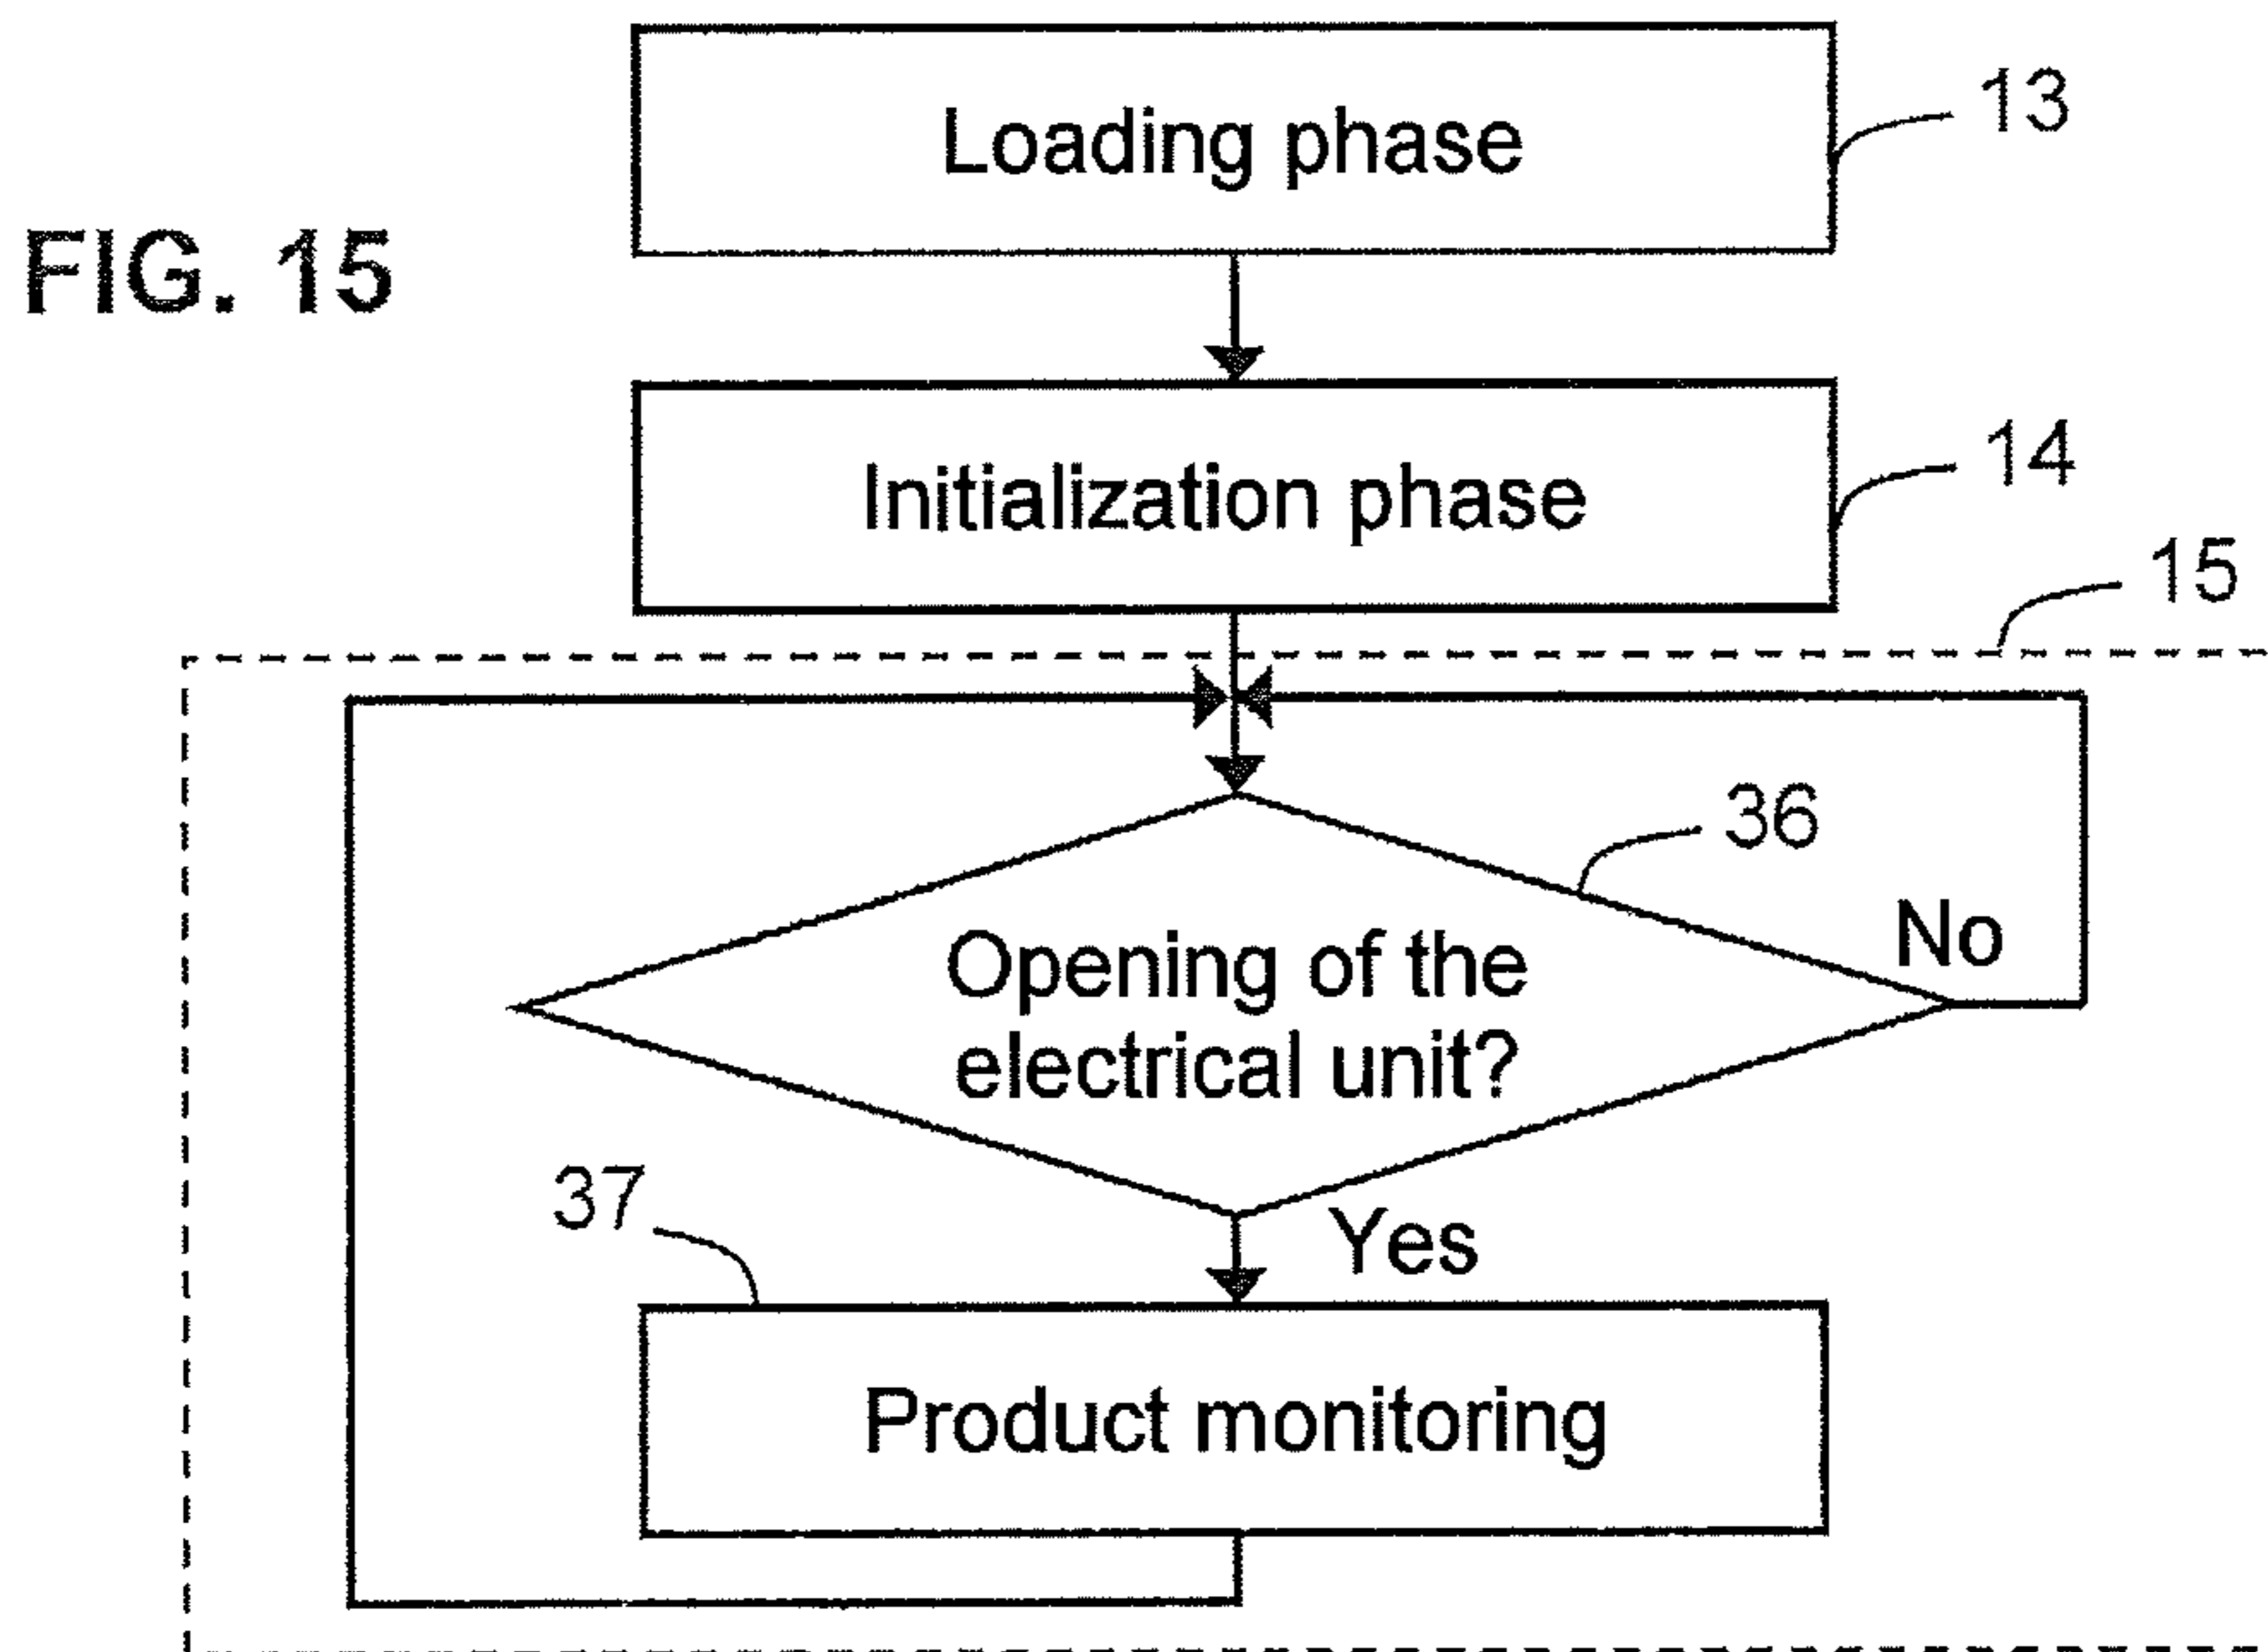 Loading phase
13
FIG. 15
Initialization phase
14
15
36
No
Opening of the
electrical unit?
37
Yes
Product monitoring